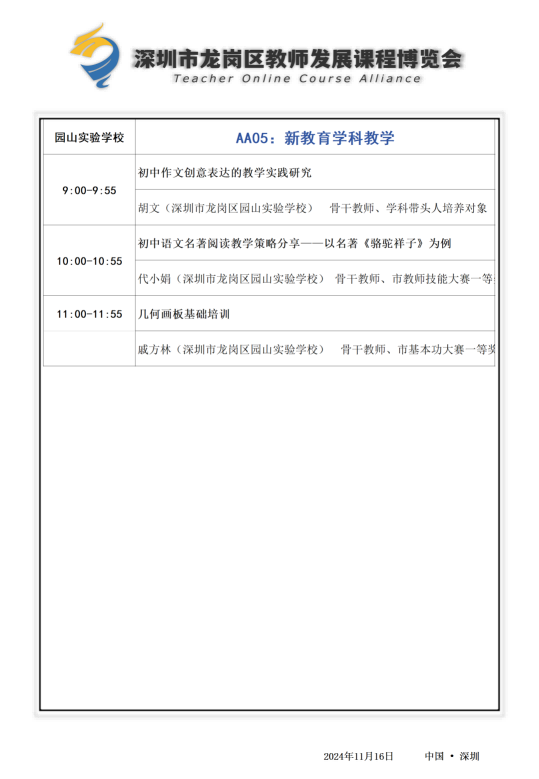 深圳市龙岗区教师发展课程博览会
Teacher Online Course Alliance
园山实验学校
AA05：新教育学科教学
9:00-9:55
初中作文创意表达的教学实践研究
胡文（深圳市龙岗区园山实验学校） 骨干教师、学科带头人培养对象
10:00-10:55
初中语文名著阅读教学策略分享——以名著《骆驼祥子》为例
代小娟（深圳市龙岗区园山实验学校） 骨干教师、市教师技能大赛一等
11:00-11:55
几何画板基础培训
戚方林（深圳市龙岗区园山实验学校） 骨干教师、市基本功大赛一等奖
2024年11月16日 中国 • 深圳